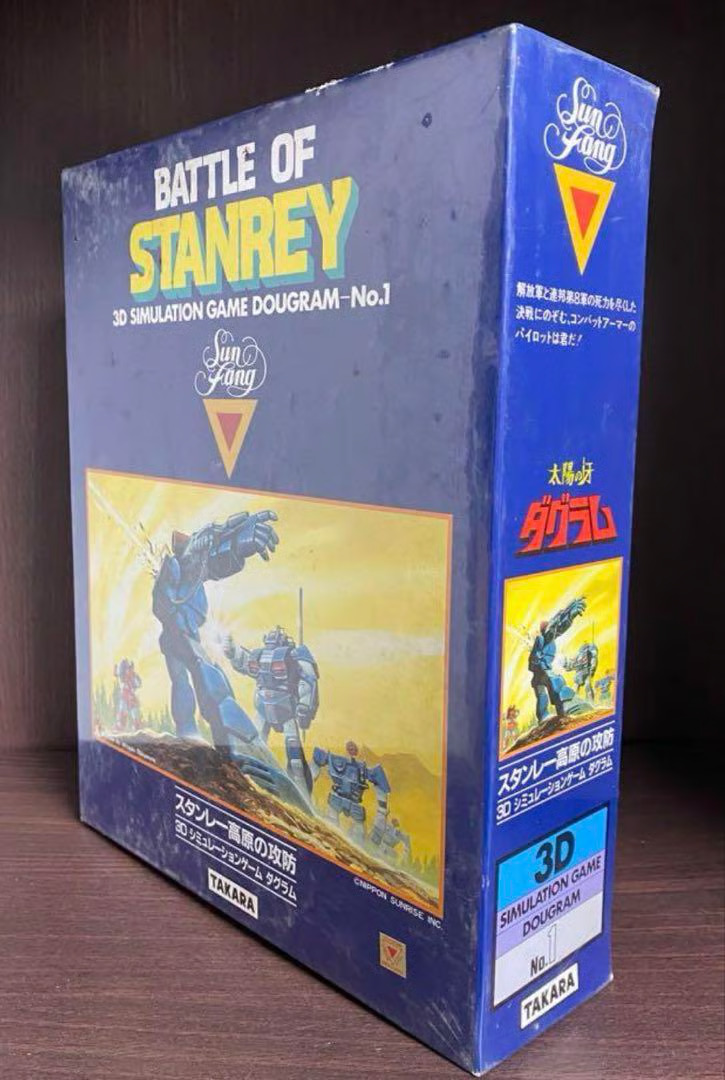 BATTLE OF
STANREY
3D SIMULATION GAME DOUGRAM-No.1
Sun
Fang
スタンレー高原の攻防
3D シミュレーションゲーム ダグラム
TAKARA
©NIPPON SUNRISE INC.
Sun
Fang
解放軍と連邦第8軍の死力を尽くした
決戦にのぞむ、コンバットアーマーの
パイロットは君だ!
太陽の牙
ダグラム
スタンレー高原の攻防
3D シミュレーションゲーム ダグラム
3D
SIMULATION GAME
DOUGRAM
No.1
TAKARA